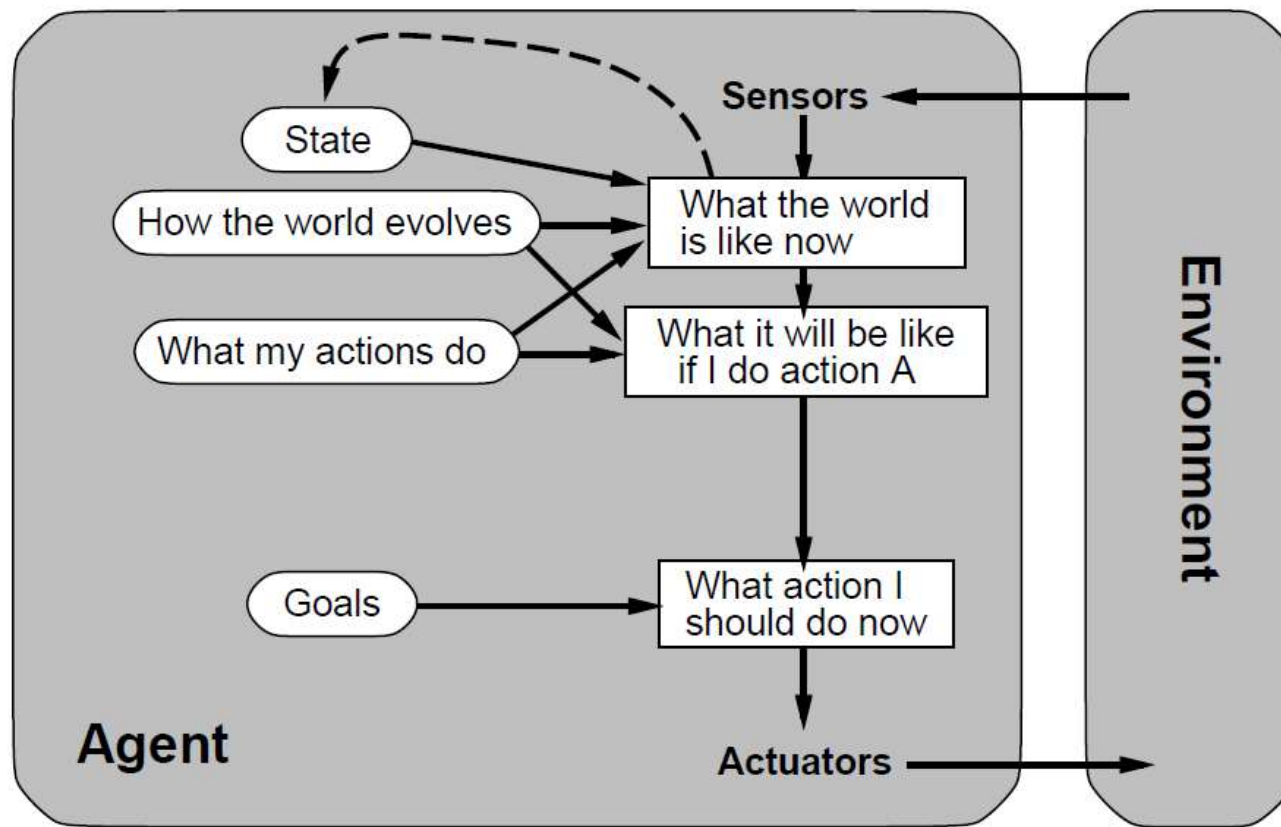 Sensors
State
What the world
is like now
How the world evolves
What it will be like
if I do action A
What my actions do
Environment
What action I
should do now
Goals
Agent
Actuators